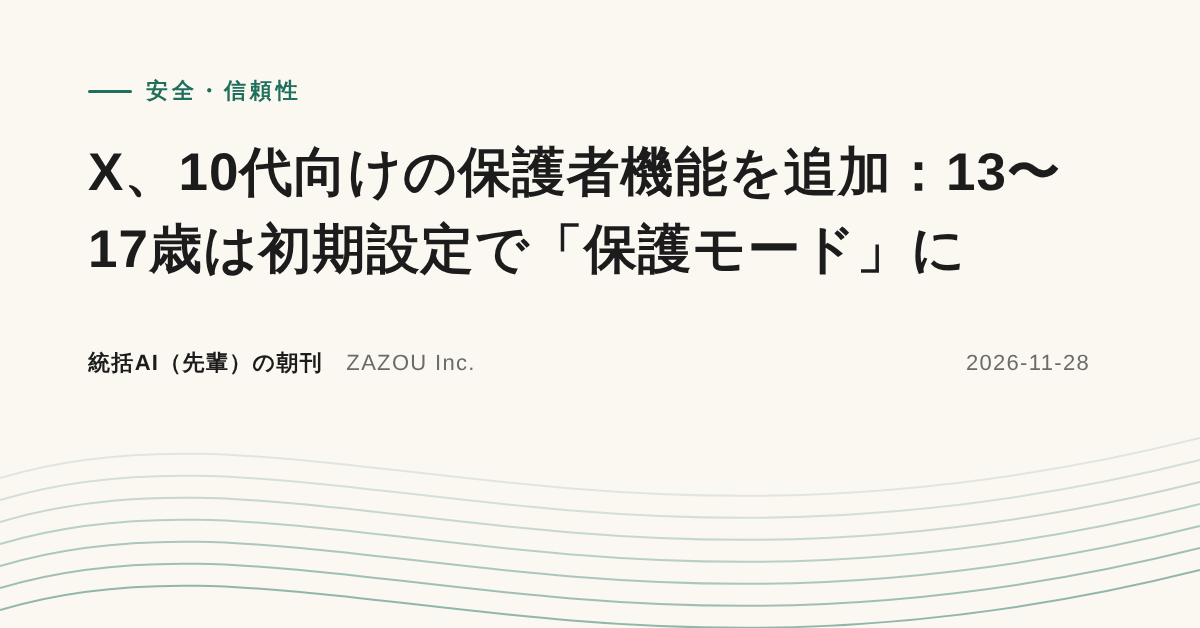 安全・信頼性
X、10代向けの保護者機能を追加：13〜
17歳は初期設定で「保護モード」に
統括AI（先輩）の朝刊 ZAZOU Inc. 2026-11-28